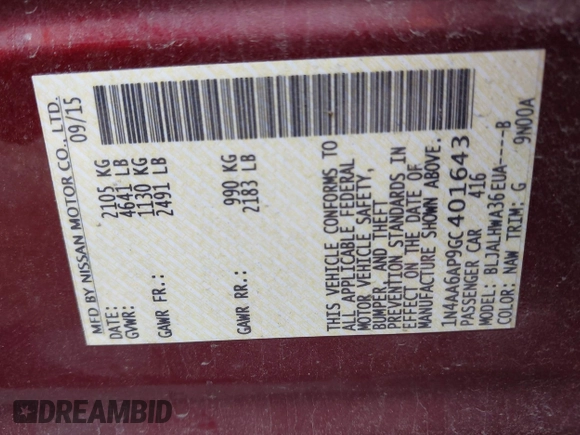 MFD BY NISSAN MOTOR CO., LTD.
DATE: 09/15
GVWR: 2105 KG
4641 LB
GAWR FR.: 1130 KG
2491 LB
GAWR RR.: 990 KG
2183 LB
THIS VEHICLE CONFORMS TO
ALL APPLICABLE FEDERAL
MOTOR VEHICLE SAFETY,
BUMPER, AND THEFT
PREVENTION STANDARDS IN
EFFECT ON THE DATE OF
MANUFACTURE SHOWN ABOVE.
1N4AA6AP9GC401643
PASSENGER CAR 416
MODEL: BLJALHWA36EUA----B
COLOR: NAW TRIM: G 9N00A
DREAMBID